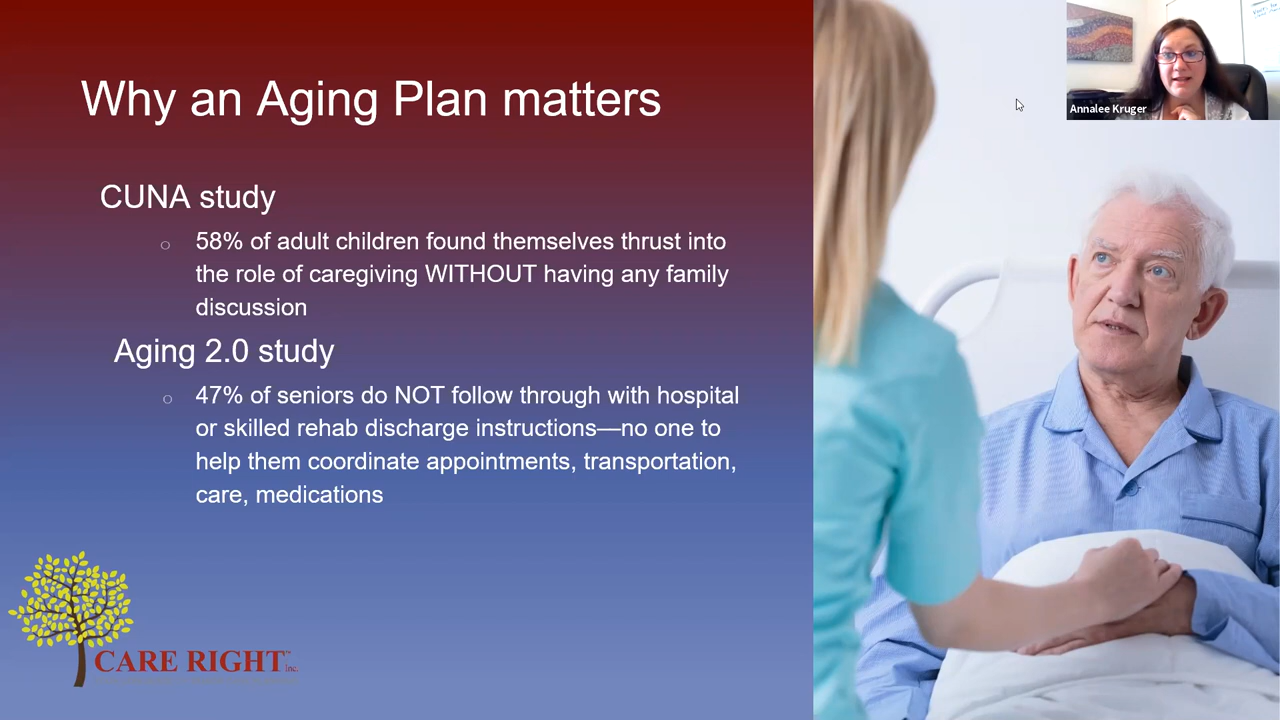 Why an Aging Plan matters
Annalee Kruger
CUNA study
58% of adult children found themselves thrust into
the role of caregiving WITHOUT having any family
discussion
Aging 2.0 study
47% of seniors do NOT follow through with hospital
or skilled rehab discharge instructions—no one to
help them coordinate appointments, transportation,
care, medications
CARE RIGHT™ Inc.